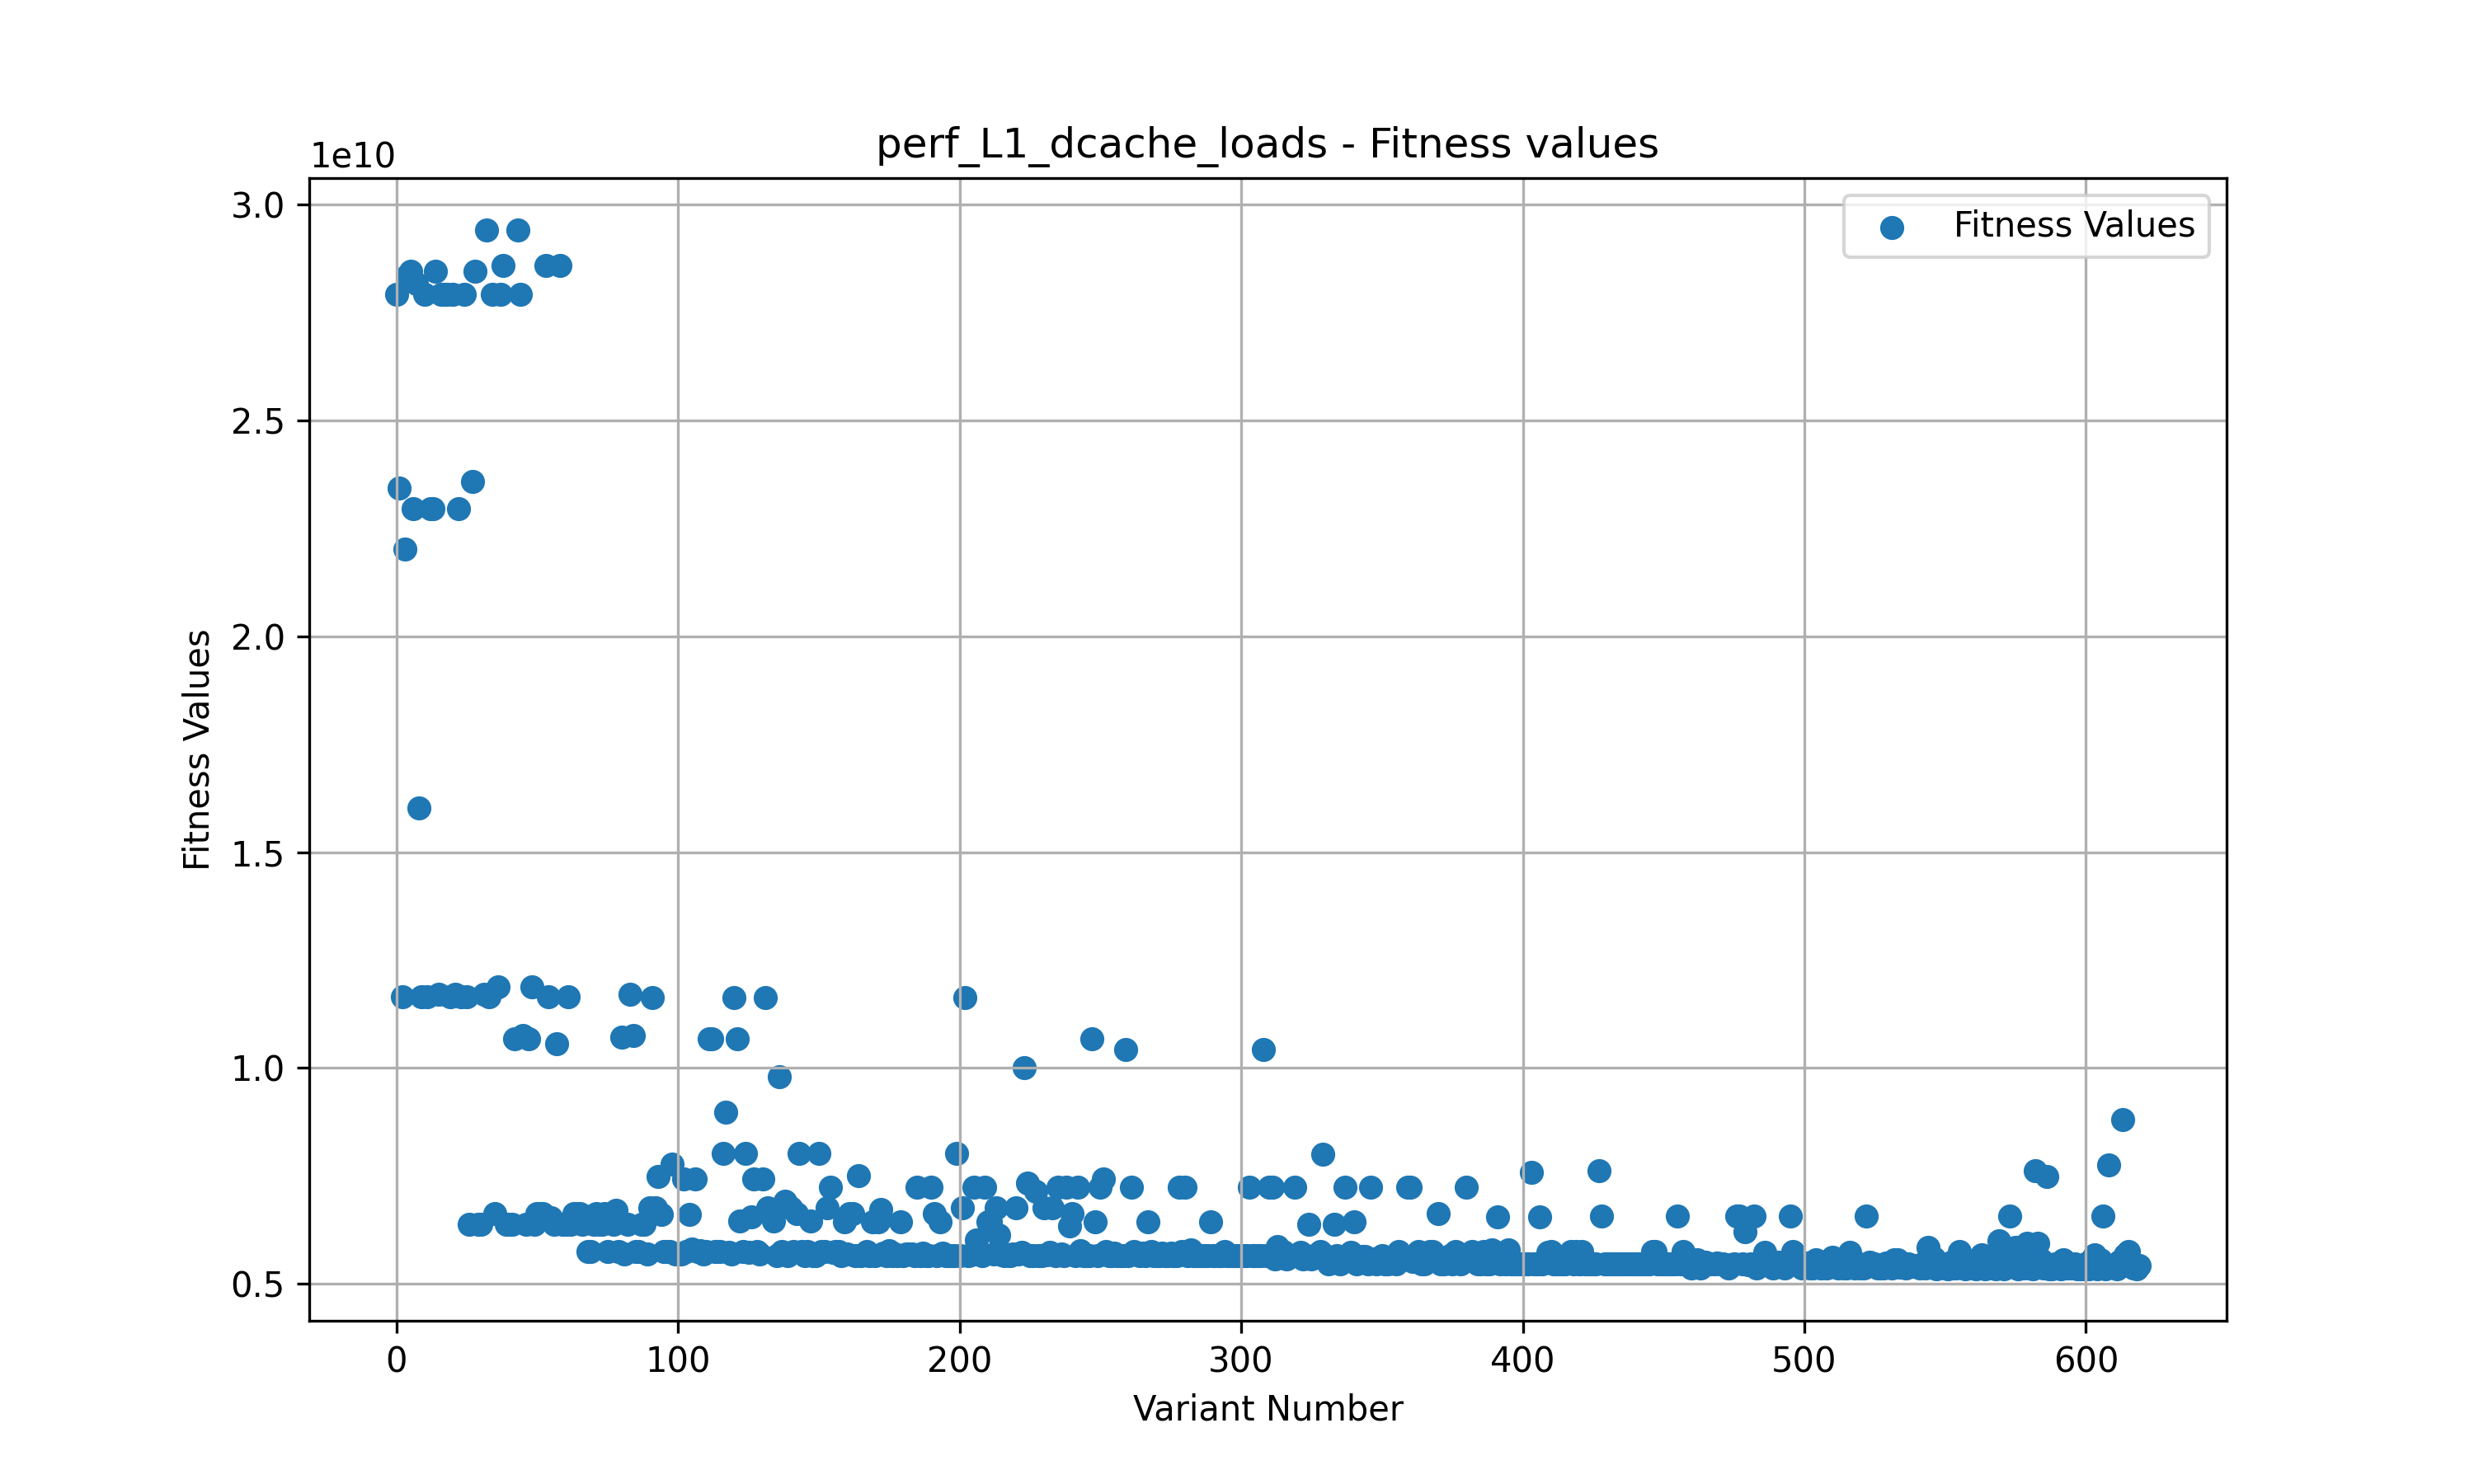 perf_L1_dcache_loads - Fitness values
1e10
Fitness Values
3.0
2.5
2.0
1.5
1.0
0.5
Fitness Values
0 100 200 300 400 500 600
Variant Number